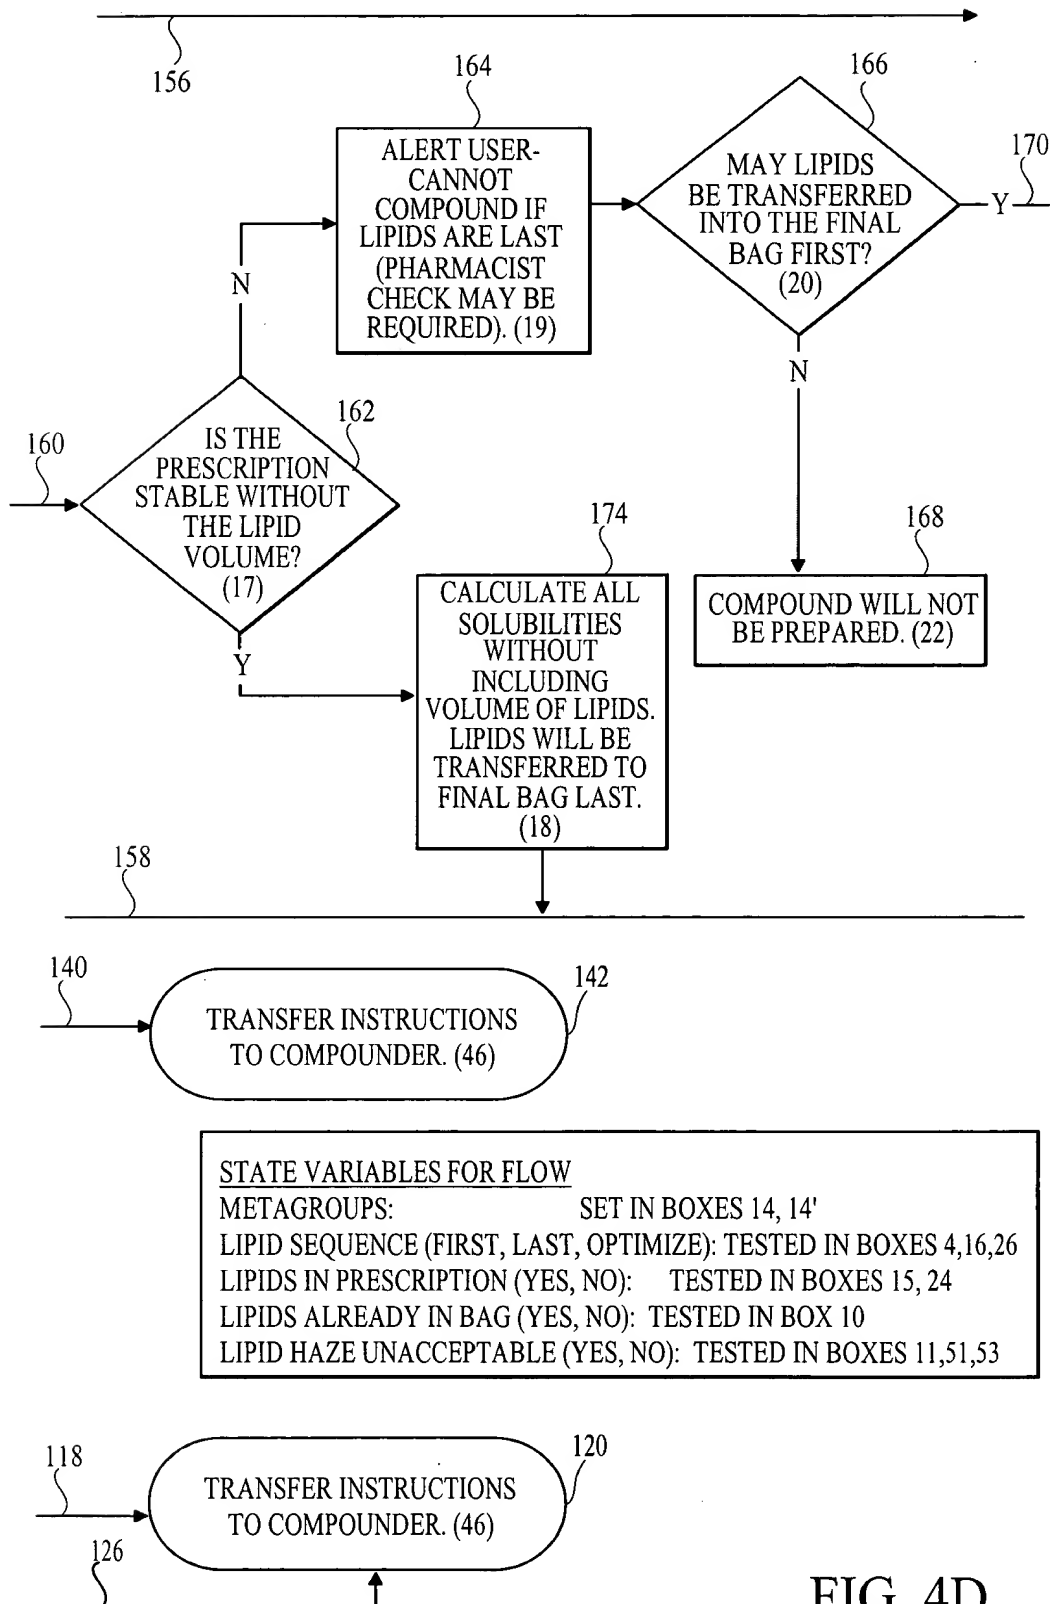 156
164
ALERT USER-
CANNOT
COMPOUND IF
LIPIDS ARE LAST
(PHARMACIST
CHECK MAY BE
REQUIRED). (19)
166
MAY LIPIDS
BE TRANSFERRED
INTO THE FINAL
BAG FIRST?
(20)
170
Y
N
N
160
162
IS THE
PRESCRIPTION
STABLE WITHOUT
THE LIPID
VOLUME?
(17)
Y
174
CALCULATE ALL
SOLUBILITIES
WITHOUT
INCLUDING
VOLUME OF LIPIDS.
LIPIDS WILL BE
TRANSFERRED TO
FINAL BAG LAST.
(18)
168
COMPOUND WILL NOT
BE PREPARED. (22)
158
140
142
TRANSFER INSTRUCTIONS
TO COMPOUNDER. (46)
STATE VARIABLES FOR FLOW
METAGROUPS: SET IN BOXES 14, 14'
LIPID SEQUENCE (FIRST, LAST, OPTIMIZE): TESTED IN BOXES 4,16,26
LIPIDS IN PRESCRIPTION (YES, NO): TESTED IN BOXES 15, 24
LIPIDS ALREADY IN BAG (YES, NO): TESTED IN BOX 10
LIPID HAZE UNACCEPTABLE (YES, NO): TESTED IN BOXES 11,51,53
118
120
TRANSFER INSTRUCTIONS
TO COMPOUNDER. (46)
126
FIG. 4D